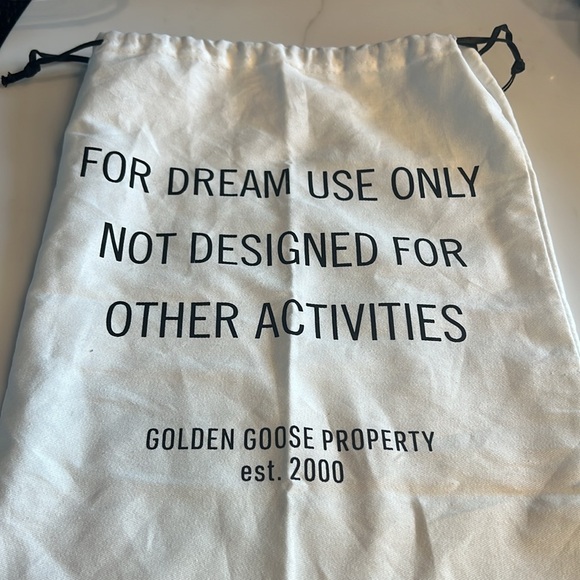 FOR DREAM USE ONLY
NOT DESIGNED FOR
OTHER ACTIVITIES
GOLDEN GOOSE PROPERTY
est. 2000